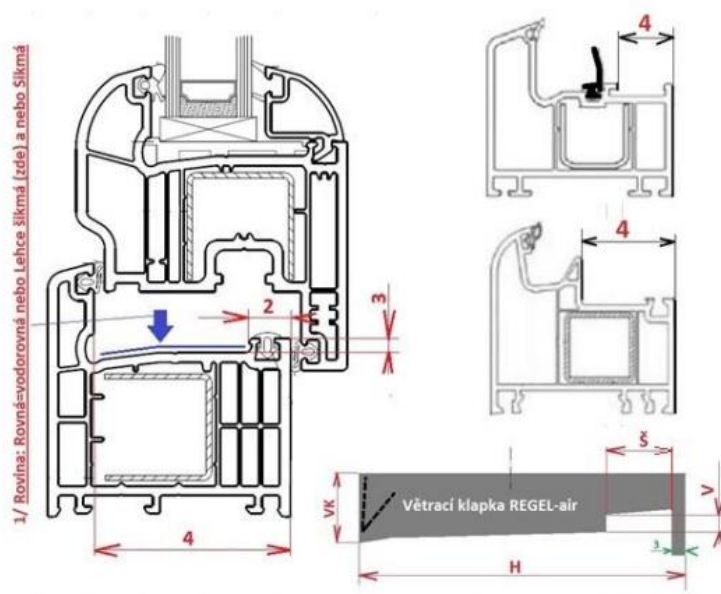 1/ Rovina: Rovná=vodorovná nebo Lehce šikmá (zde) a nebo Šikmá
2
3
4
4
4
Větrací klapka REGEL-air
VK
Š
V
3
H